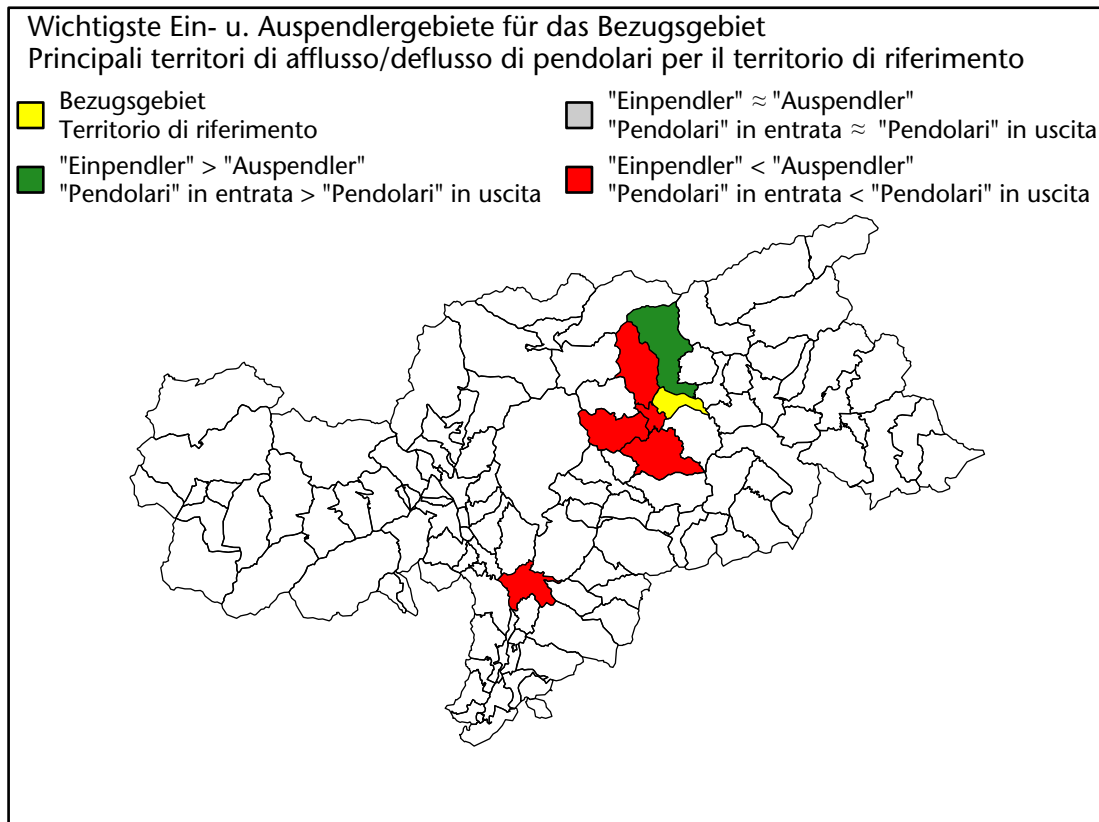 Wichtigste Ein- u. Auspendlergebiete für das Bezugsgebiet
Principali territori di afflusso/deflusso di pendolari per il territorio di riferimento
Bezugsgebiet
Territorio di riferimento
"Einpendler" > "Auspendler"
"Pendolari" in entrata > "Pendolari" in uscita
"Einpendler" ≈ "Auspendler"
"Pendolari" in entrata ≈ "Pendolari" in uscita
"Einpendler" < "Auspendler"
"Pendolari" in entrata < "Pendolari" in uscita